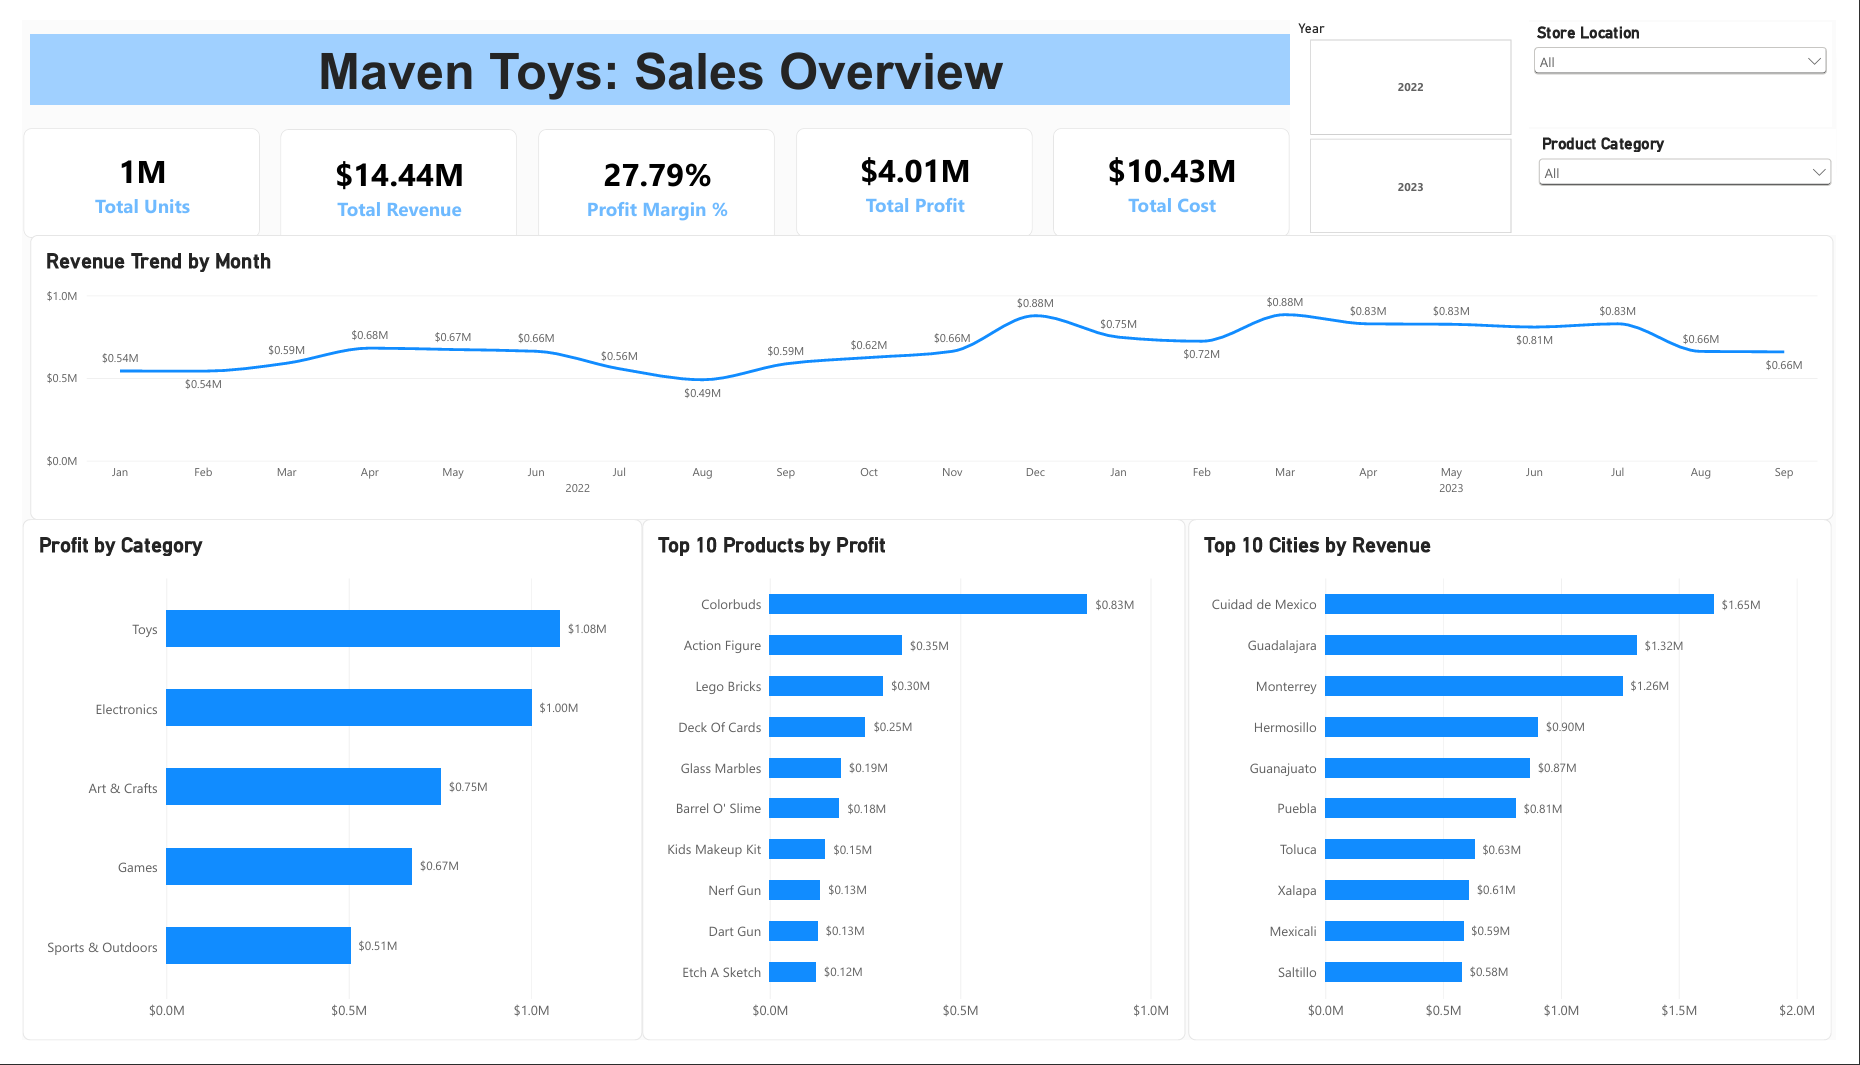 Maven Toys: Sales Overview
Year
2022
2023
Store Location
All
Product Category
All
1M
Total Units
$14.44M
Total Revenue
27.79%
Profit Margin %
$4.01M
Total Profit
$10.43M
Total Cost
Revenue Trend by Month
$1.0M
$0.5M
$0.0M
$0.54M
$0.54M
$0.59M
$0.68M
$0.67M
$0.66M
$0.56M
$0.49M
$0.59M
$0.62M
$0.66M
$0.88M
$0.75M
$0.72M
$0.88M
$0.83M
$0.83M
$0.81M
$0.83M
$0.66M
$0.66M
Jan Feb Mar Apr May Jun Jul Aug Sep Oct Nov Dec Jan Feb Mar Apr May Jun Jul Aug Sep
2022 2023
Profit by Category
Toys $1.08M
Electronics $1.00M
Art & Crafts $0.75M
Games $0.67M
Sports & Outdoors $0.51M
$0.0M $0.5M $1.0M
Top 10 Products by Profit
Colorbuds $0.83M
Action Figure $0.35M
Lego Bricks $0.30M
Deck Of Cards $0.25M
Glass Marbles $0.19M
Barrel O' Slime $0.18M
Kids Makeup Kit $0.15M
Nerf Gun $0.13M
Dart Gun $0.13M
Etch A Sketch $0.12M
$0.0M $0.5M $1.0M
Top 10 Cities by Revenue
Cuidad de Mexico $1.65M
Guadalajara $1.32M
Monterrey $1.26M
Hermosillo $0.90M
Guanajuato $0.87M
Puebla $0.81M
Toluca $0.63M
Xalapa $0.61M
Mexicali $0.59M
Saltillo $0.58M
$0.0M $0.5M $1.0M $1.5M $2.0M